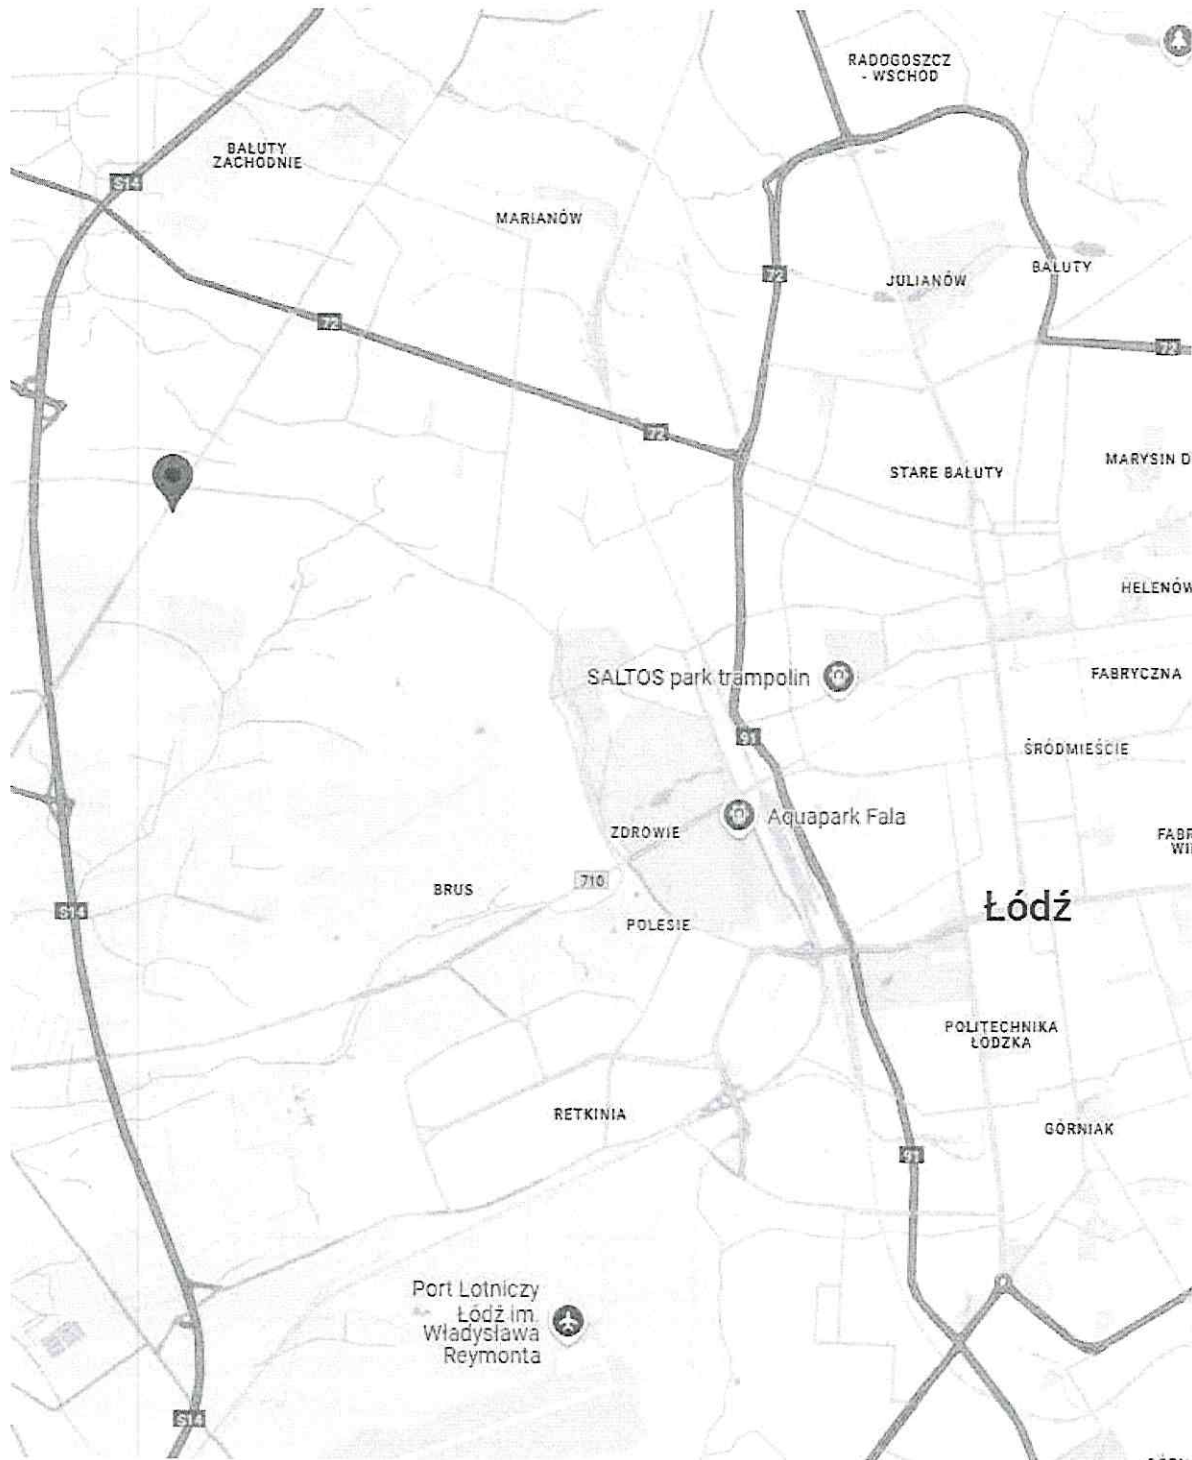 RADOGOSZCZ
- WSCHÓD
BAŁUTY
ZACHODNIE
S14
MARIANÓW
72
JULIANÓW
BAŁUTY
72
72
72
STARE BAŁUTY
MARYSIN D
HELENÓW
SALTOS park trampolin
FABRYCZNA
91
ŚRÓDMIEŚCIE
Aquapark Fala
ZDROWIE
FABR
WI
710
BRUS
S14
Łódź
POLESIE
POLITECHNIKA
ŁÓDZKA
RETKINIA
GÓRNIAK
91
Port Lotniczy
Łódź im.
Władysława
Reymonta
S14